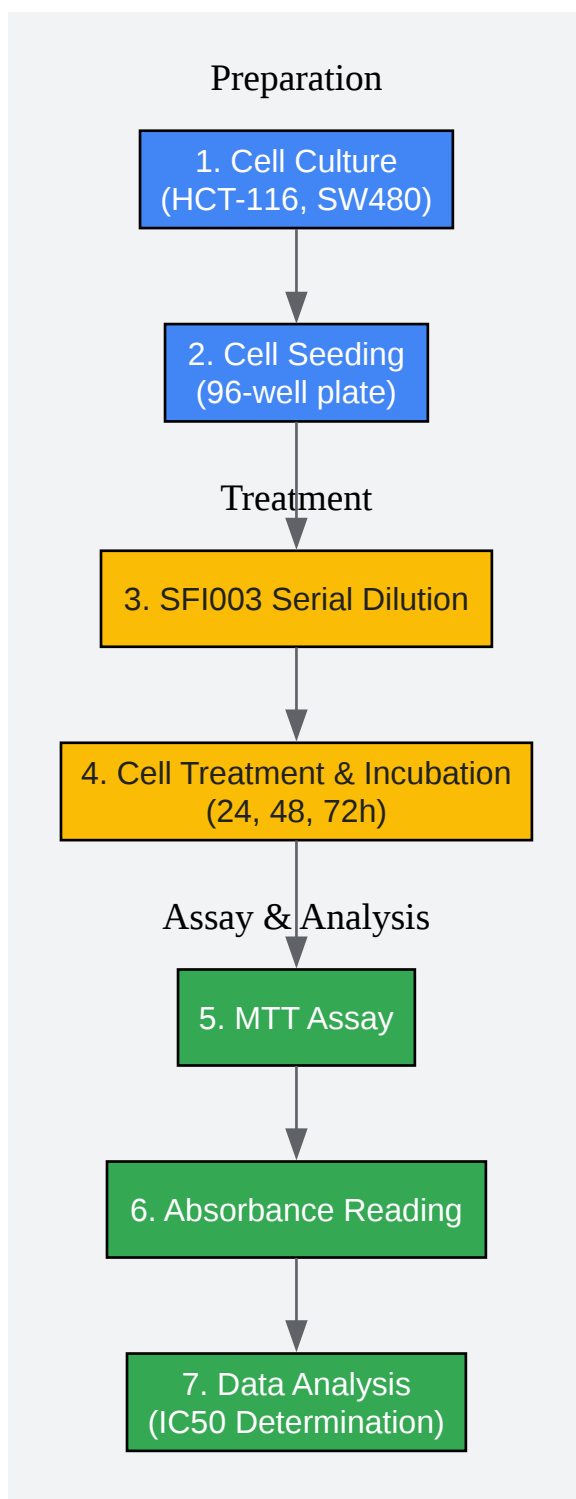 Preparation
1. Cell Culture
(HCT-116, SW480)
2. Cell Seeding
(96-well plate)
Treatment
3. SFI003 Serial Dilution
4. Cell Treatment & Incubation
(24, 48, 72h)
Assay & Analysis
5. MTT Assay
6. Absorbance Reading
7. Data Analysis
(IC50 Determination)